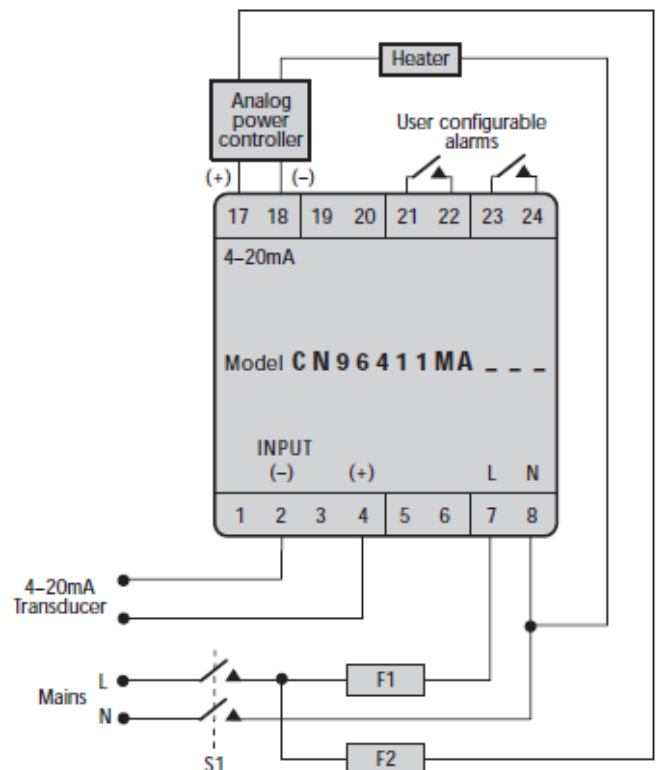 Heater
Analog
power
controller
User configurable
alarms
(+) (–)
17 18 19 20 21 22 23 24
4–20mA
Model CN96411MA _ _ _
INPUT
(–) (+) L N
1 2 3 4 5 6 7 8
4–20mA
Transducer
L
F1
Mains
N
S1
F2